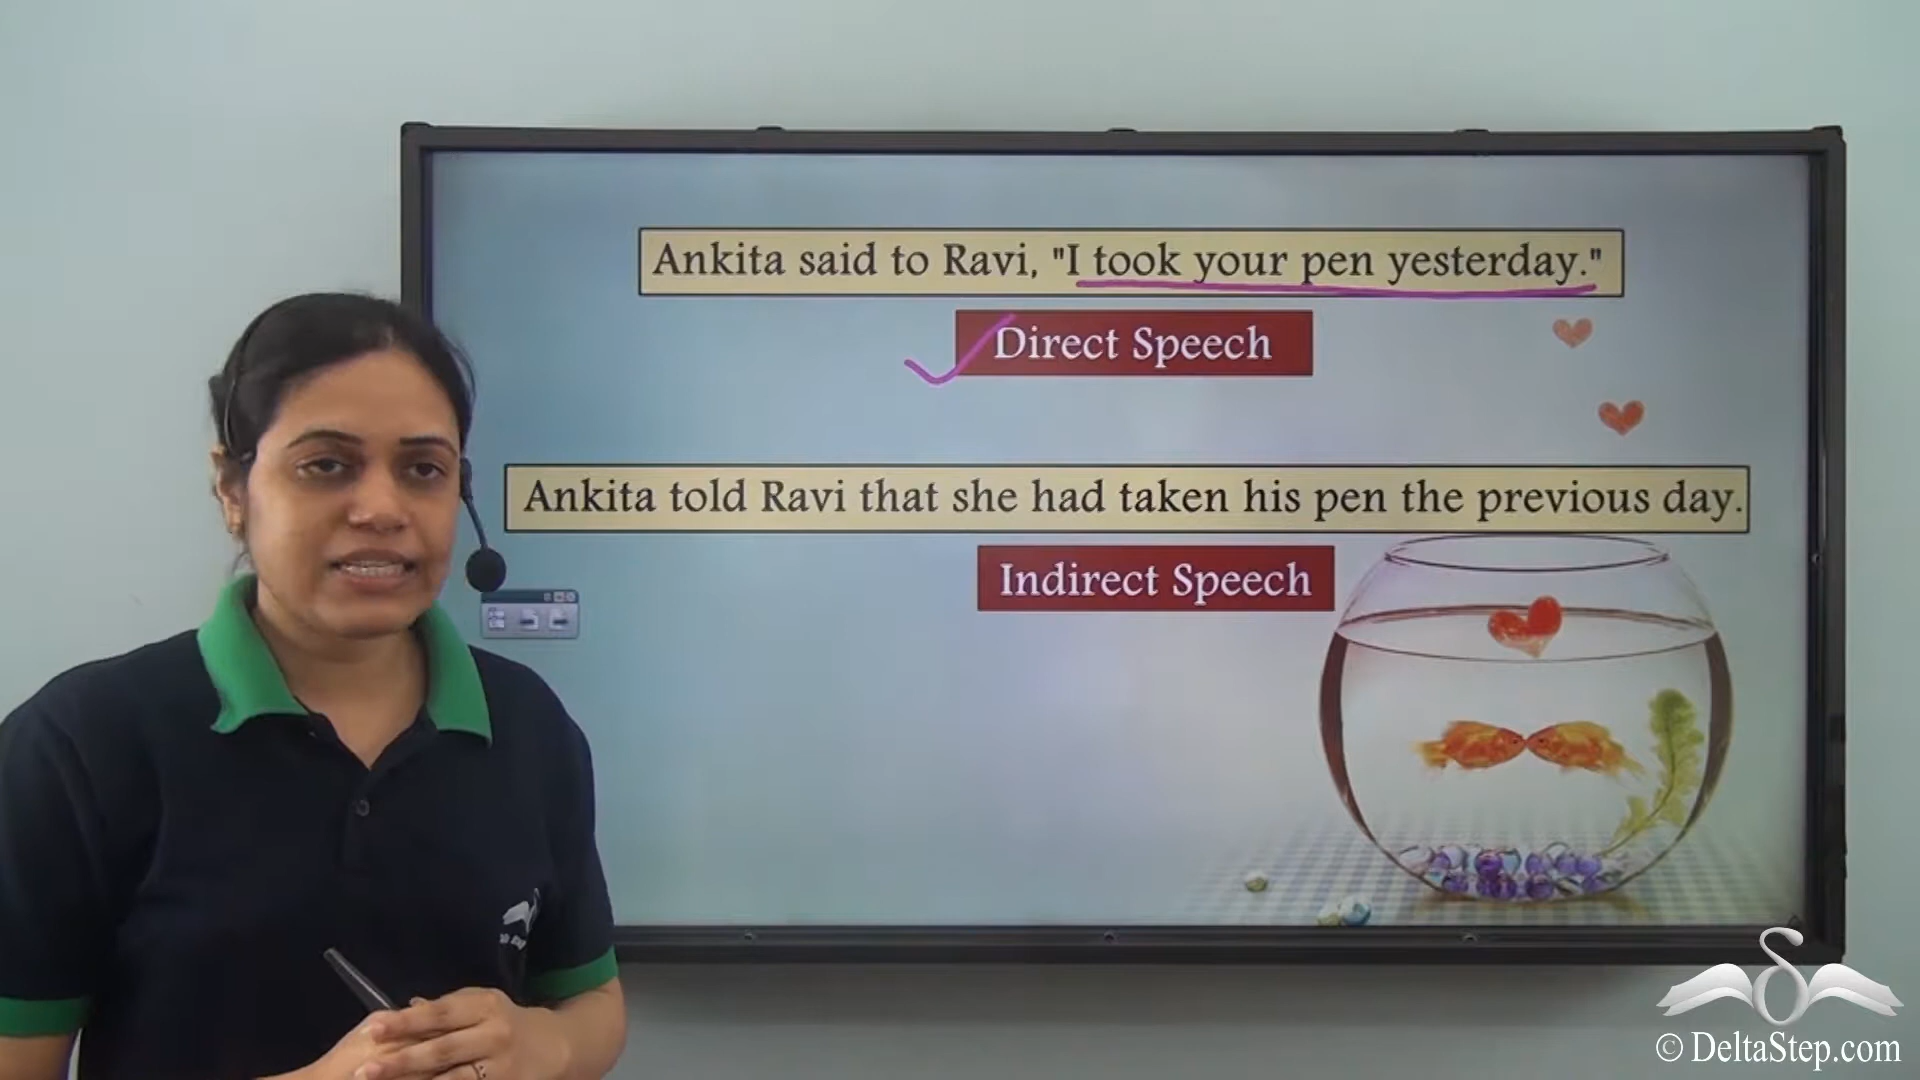 Ankita said to Ravi, "I took your pen yesterday."
Direct Speech
Ankita told Ravi that she had taken his pen the previous day.
Indirect Speech
© DeltaStep.com